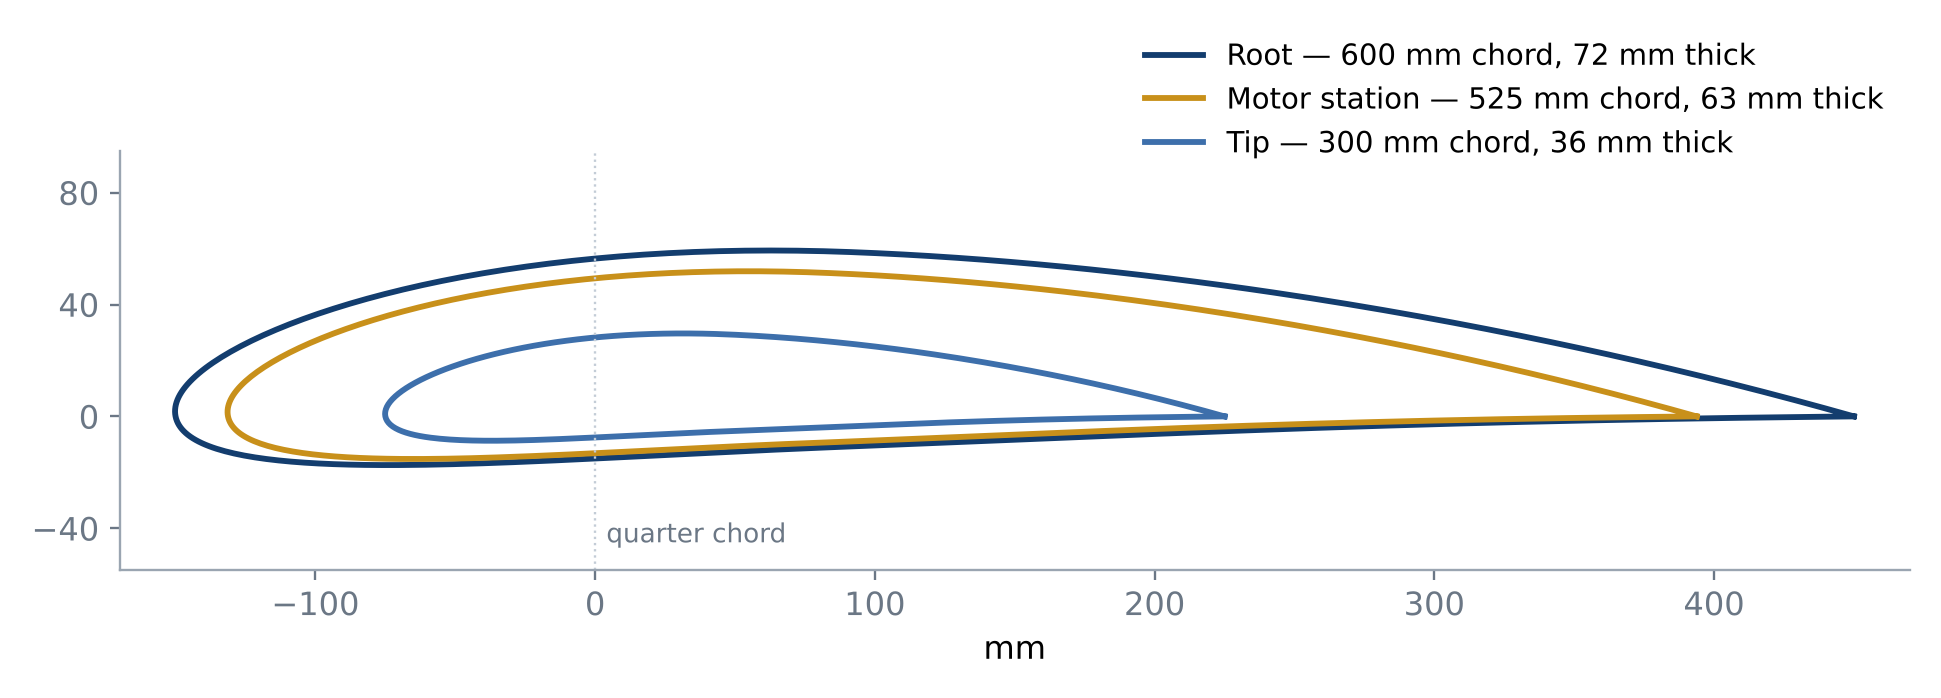 Root — 600 mm chord, 72 mm thick
Motor station — 525 mm chord, 63 mm thick
Tip — 300 mm chord, 36 mm thick
80
40
0
−40
quarter chord
−100 0 100 200 300 400
mm